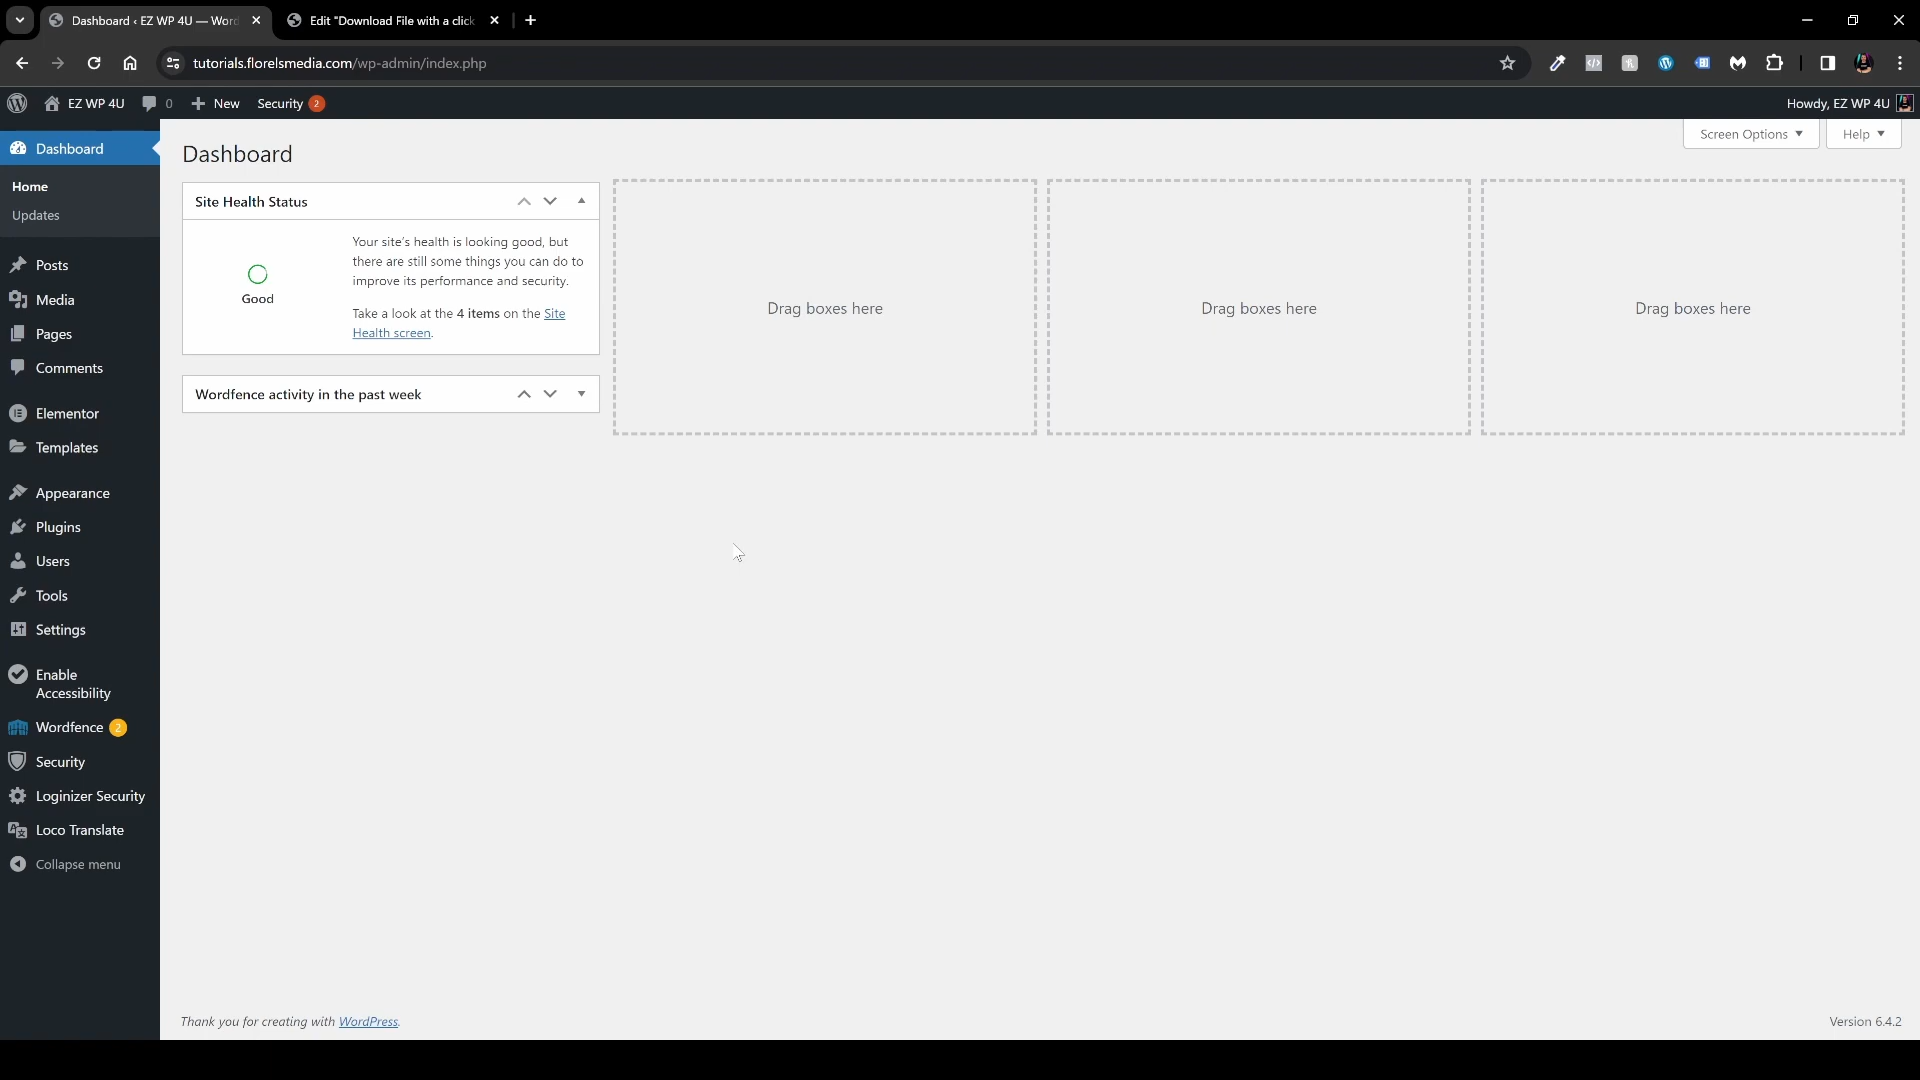 Dashboard ‹ EZ WP 4U — Word
Edit "Download File with a click
tutorials.florelsmedia.com/wp-admin/index.php
EZ WP 4U
0
New
Security 2
Howdy, EZ WP 4U
Dashboard
Home
Updates
Posts
Media
Pages
Comments
Elementor
Templates
Appearance
Plugins
Users
Tools
Settings
Enable
Accessibility
Wordfence 2
Security
Loginizer Security
Loco Translate
Collapse menu
Screen Options
Help
Dashboard
Site Health Status
Good
Your site's health is looking good, but
there are still some things you can do to
improve its performance and security.
Take a look at the 4 items on the Site
Health screen.
Wordfence activity in the past week
Drag boxes here
Drag boxes here
Drag boxes here
Thank you for creating with WordPress.
Version 6.4.2